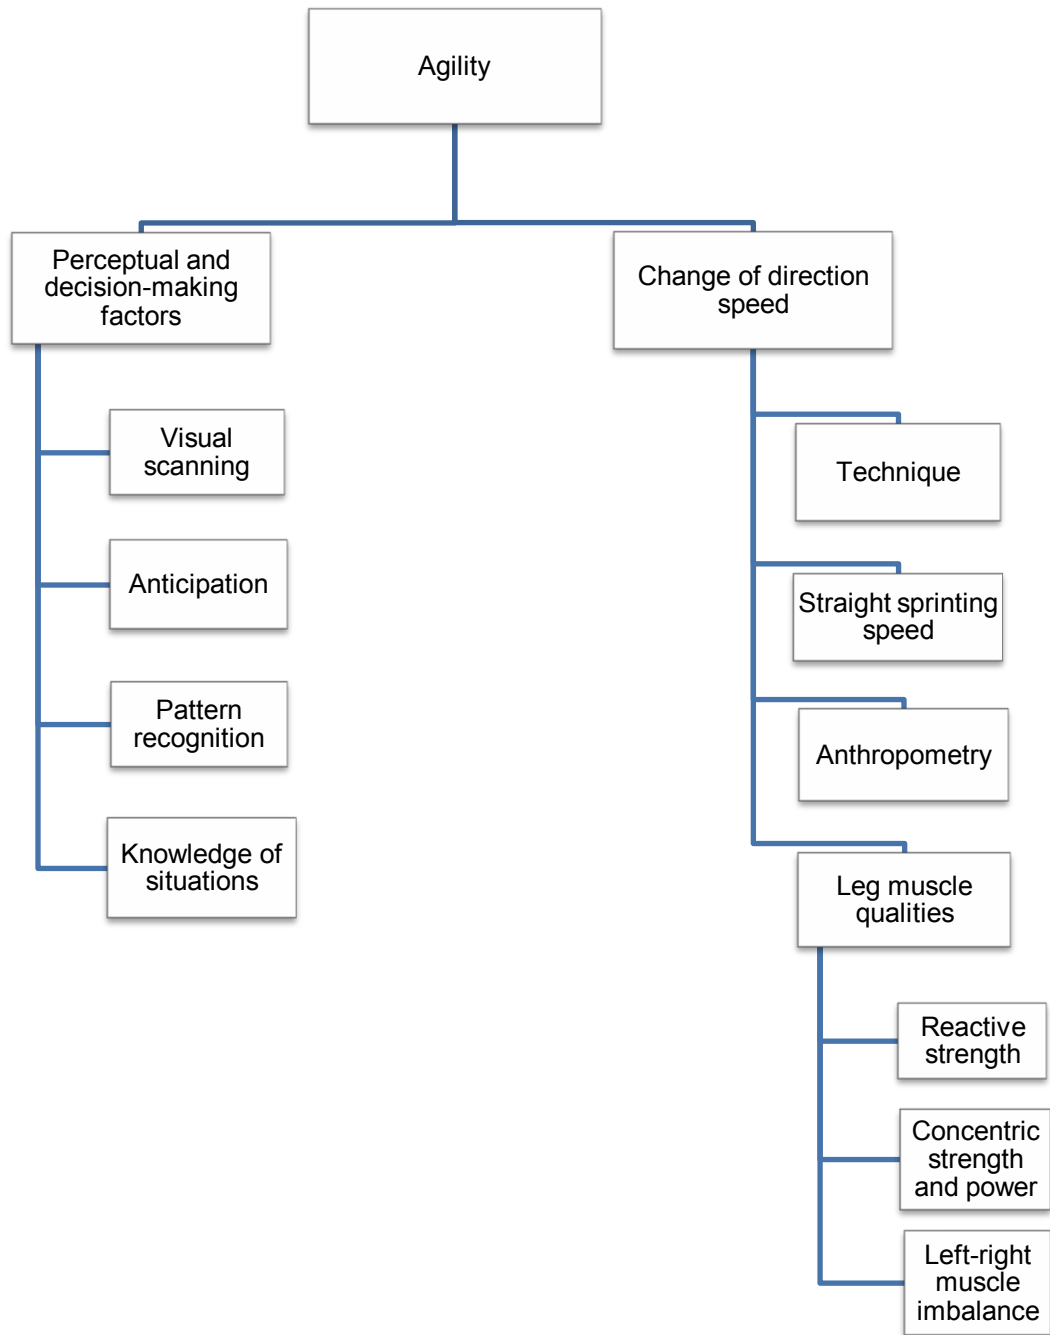 Agility
Perceptual and
decision-making
factors
Change of direction
speed
Visual
scanning
Anticipation
Pattern
recognition
Knowledge of
situations
Technique
Straight sprinting
speed
Anthropometry
Leg muscle
qualities
Reactive
strength
Concentric
strength
and power
Left-right
muscle
imbalance